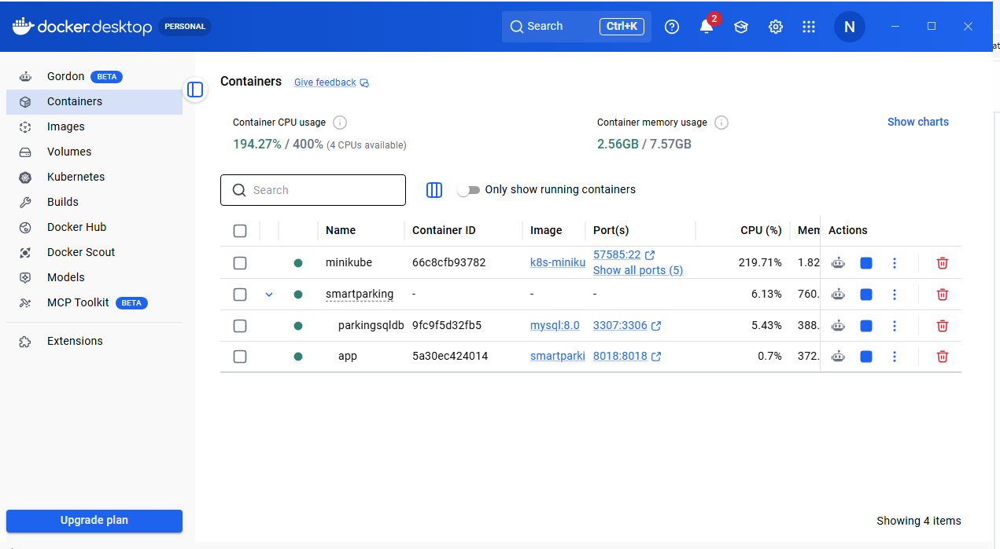 docker.desktop PERSONAL Search Ctrl+K 2 N
Gordon BETA
Containers
Images
Volumes
Kubernetes
Builds
Docker Hub
Docker Scout
Models
MCP Toolkit BETA
Extensions
Upgrade plan
Containers Give feedback
Container CPU usage
194.27% / 400% (4 CPUs available)
Container memory usage
2.56GB / 7.57GB
Show charts
Search
Only show running containers
Name Container ID Image Port(s) CPU (%) Mem Actions
minikube 66c8cfb93782 k8s-miniku 57585:22 219.71% 1.82
Show all ports (5)
smartparking - - - 6.13% 760.
parkingsqldb 9fc9f5d32fb5 mysql:8.0 3307:3306 5.43% 388.
app 5a30ec424014 smartparki 8018:8018 0.7% 372.
Showing 4 items